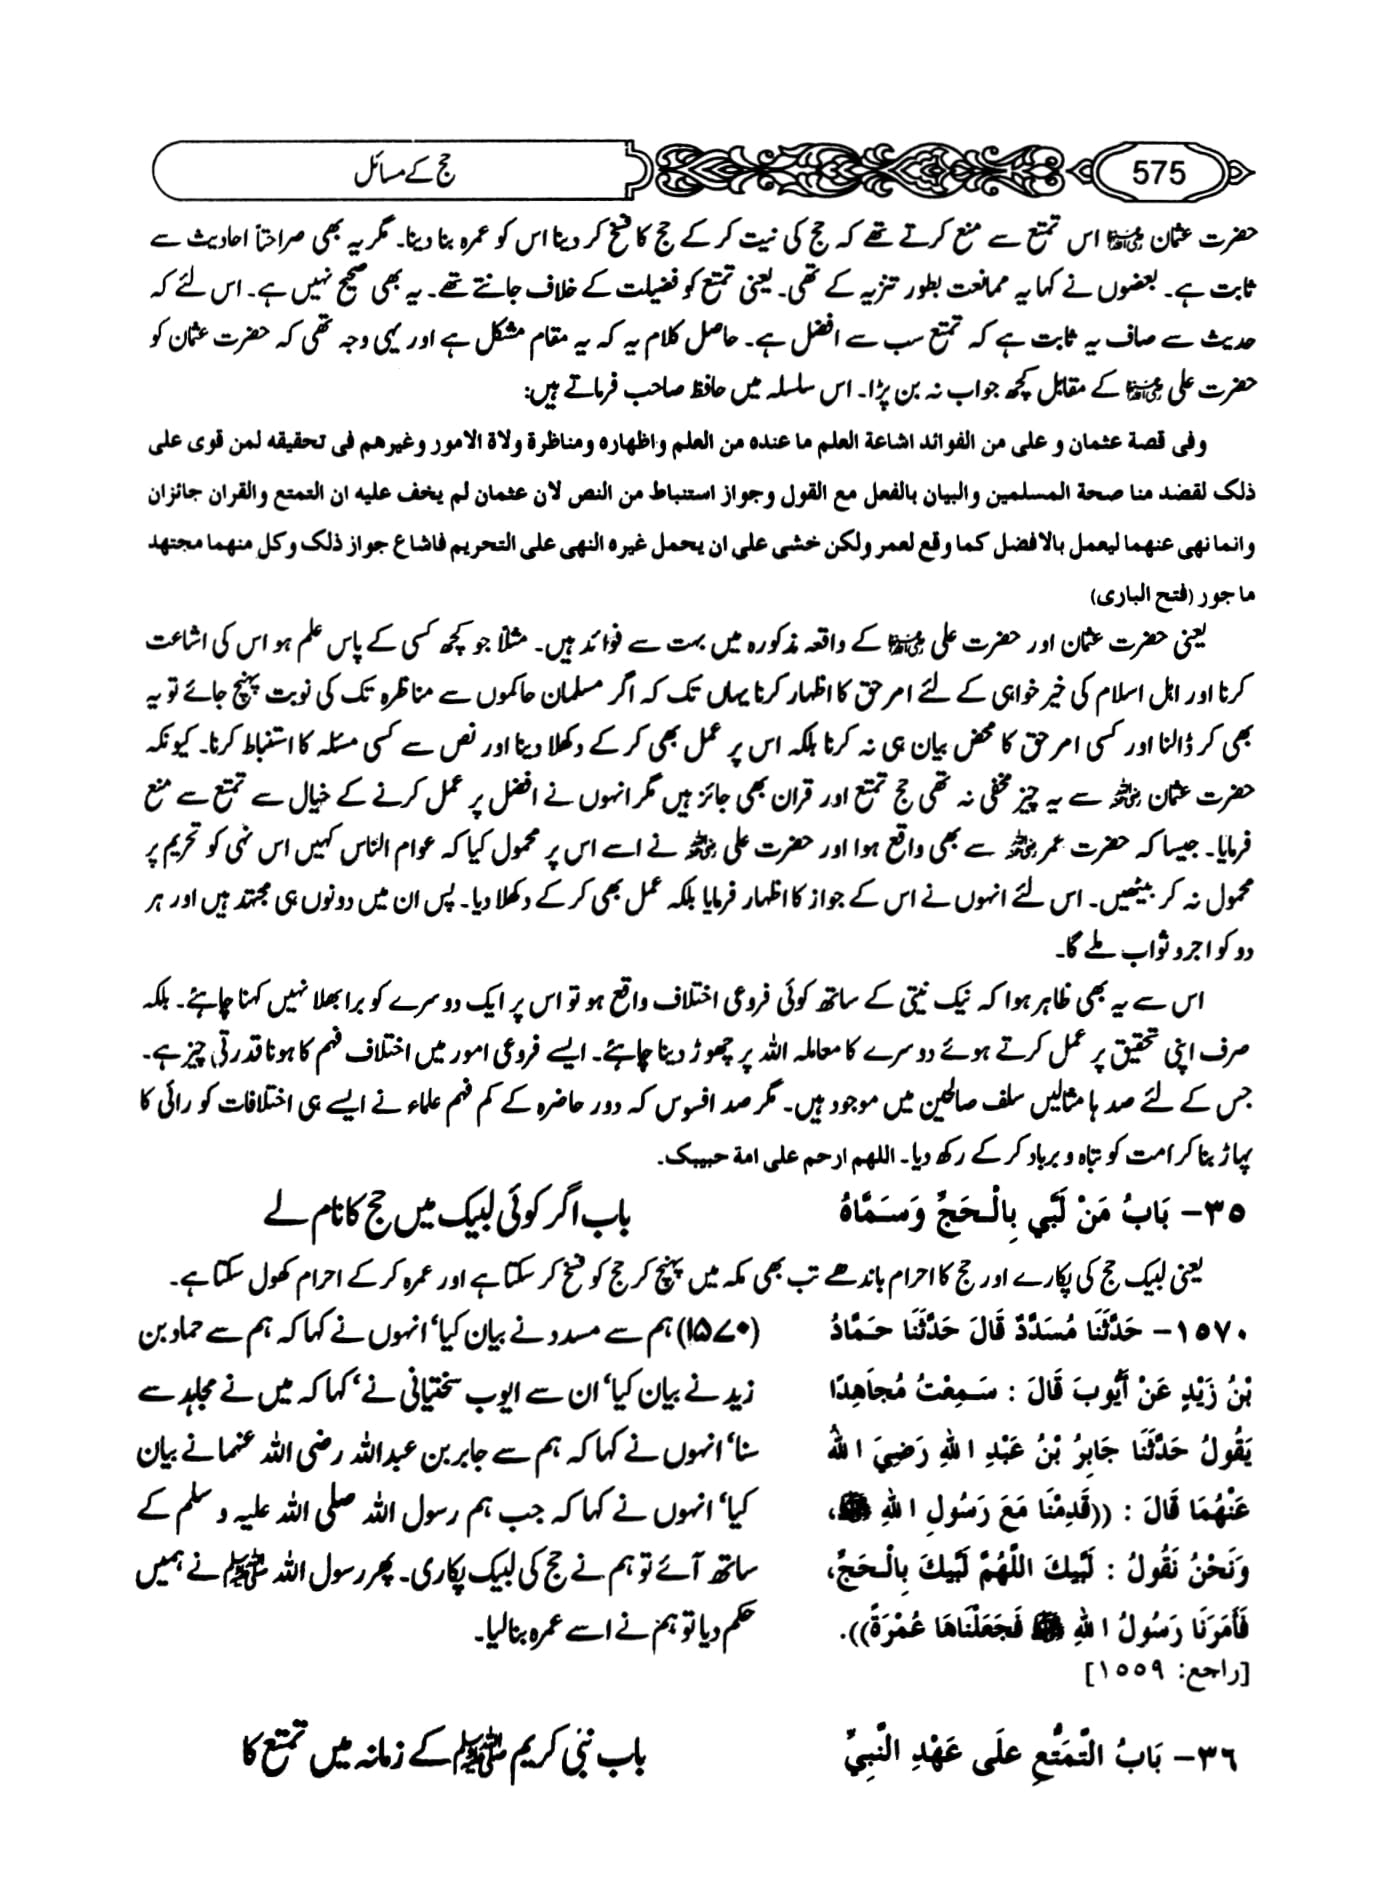 575
حج کے مسائل
حضرت عثمان رضی اللہ عنہ اس تمتع سے منع کرتے تھے کہ حج کی نیت کر کے حج کا فسخ کر دینا اس کو عمرہ بنا دینا۔ مگر یہ بھی صراحتاً احادیث سے
ثابت ہے۔ بعضوں نے کہا یہ ممانعت بطور تنزیہ کے تھی۔ یعنی تمتع کو فضیلت کے خلاف جانتے تھے۔ یہ بھی صحیح نہیں ہے۔ اس لئے کہ
حدیث سے صاف یہ ثابت ہے کہ تمتع سب سے افضل ہے۔ حاصل کلام یہ کہ یہ مقام مشکل ہے اور یہی وجہ تھی کہ حضرت عثمان کو
حضرت علی رضی اللہ عنہ کے مقابل کچھ جواب نہ بن پڑا۔ اس سلسلہ میں حافظ صاحب فرماتے ہیں:
وفی قصة عثمان و علی من الفوائد اشاعة العلم ما عنده من العلم واظهاره ومناظرة ولاة الامور وغیرهم فی تحقیقه لمن قوی علی
ذلک لقضد منا صحة المسلمین والبیان بالفعل مع القول وجواز استنباط من النص لان عثمان لم یخف علیه ان التمتع والقران جائزان
وانما نهی عنهما لیعمل بالافضل کما وقع لعمر ولکن خشی علی ان یحمل غیره النهی علی التحریم فاشاع جواز ذلک وکل منهما مجتهد
ما جور (فتح الباری)
یعنی حضرت عثمان اور حضرت علی رضی اللہ عنہما کے واقعہ مذکورہ میں بہت سے فوائد ہیں۔ مثلاً جو کچھ کسی کے پاس علم ہو اس کی اشاعت
کرنا اور اہل اسلام کی خیر خواہی کے لئے امر حق کا اظہار کرنا یہاں تک کہ اگر مسلمان حاکموں سے مناظرہ تک کی نوبت پہنچ جائے تو یہ
بھی کر ڈالنا اور کسی امر حق کا محض بیان ہی نہ کرنا بلکہ اس پر عمل بھی کر کے دکھلا دینا اور نص سے کسی مسئلہ کا استنباط کرنا۔ کیونکہ
حضرت عثمان رضی اللہ عنہ سے یہ چیز مخفی نہ تھی حج تمتع اور قران بھی جائز ہیں مگر انہوں نے افضل پر عمل کرنے کے خیال سے تمتع سے منع
فرمایا۔ جیسا کہ حضرت عمر رضی اللہ عنہ سے بھی واقع ہوا اور حضرت علی رضی اللہ عنہ نے اسے اس پر محمول کیا کہ عوام الناس کہیں اس نہی کو تحریم پر
محمول نہ کر بیٹھیں۔ اس لئے انہوں نے اس کے جواز کا اظہار فرمایا بلکہ عمل بھی کر کے دکھلا دیا۔ پس ان میں دونوں ہی مجتہد ہیں اور ہر
دو کو اجر و ثواب ملے گا۔
اس سے یہ بھی ظاہر ہوا کہ نیک نیتی کے ساتھ کوئی فروعی اختلاف واقع ہو تو اس پر ایک دوسرے کو برا بھلا نہیں کہنا چاہئے۔ بلکہ
صرف اپنی تحقیق پر عمل کرتے ہوئے دوسرے کا معاملہ اللہ پر چھوڑ دینا چاہئے۔ ایسے فروعی امور میں اختلاف فہم کا ہونا قدرتی چیز ہے۔
جس کے لئے صد ہا مثالیں سلف صالحین میں موجود ہیں۔ مگر صد افسوس کہ دور حاضرہ کے کم فہم علماء نے ایسے ہی اختلافات کو رائی کا
پہاڑ بنا کر امت کو تباہ و برباد کر کے رکھ دیا۔ اللهم ارحم علی امة حبیبک۔
٣٥- بَابُ مَنْ لَبَّى بِالْحَجِّ وَسَمَّاهُ
باب اگر کوئی لبیک میں حج کا نام لے
یعنی لبیک حج کی پکارے اور حج کا احرام باندھے تب بھی مکہ میں پہنچ کر حج کو فسخ کر سکتا ہے اور عمرہ کر کے احرام کھول سکتا ہے۔
١٥٧٠- حَدَّثَنَا مُسَدَّدٌ قَالَ حَدَّثَنَا حَمَّادُ
بْنُ زَيْدٍ عَنْ أَيُّوبَ قَالَ : سَمِعْتُ مُجَاهِدًا
يَقُولُ حَدَّثَنَا جَابِرُ بْنُ عَبْدِ اللهِ رَضِيَ اللهُ
عَنْهُمَا قَالَ : ((قَدِمْنَا مَعَ رَسُولِ اللهِ ﷺ،
وَنَحْنُ نَقُولُ : لَبَّيْكَ اللَّهُمَّ لَبَّيْكَ بِالْحَجِّ،
فَأَمَرَنَا رَسُولُ اللهِ ﷺ فَجَعَلْنَاهَا عُمْرَةً)).
[راجع: ١٥٥٩]
(۱۵۷۰) ہم سے مسدد نے بیان کیا' انہوں نے کہا کہ ہم سے حماد بن
زید نے بیان کیا' ان سے ایوب سختیانی نے' کہا کہ میں نے مجاہد سے
سنا' انہوں نے کہا کہ ہم سے جابر بن عبداللہ رضی اللہ عنہما نے بیان
کیا' انہوں نے کہا کہ جب ہم رسول اللہ صلی اللہ علیہ و سلم کے
ساتھ آئے تو ہم نے حج کی لبیک پکاری۔ پھر رسول اللہ ﷺ نے ہمیں
حکم دیا تو ہم نے اسے عمرہ بنا لیا۔
٣٦- بَابُ التَّمَتُّعِ عَلَى عَهْدِ النَّبِيِّ
باب نبی کریم ﷺ کے زمانہ میں تمتع کا